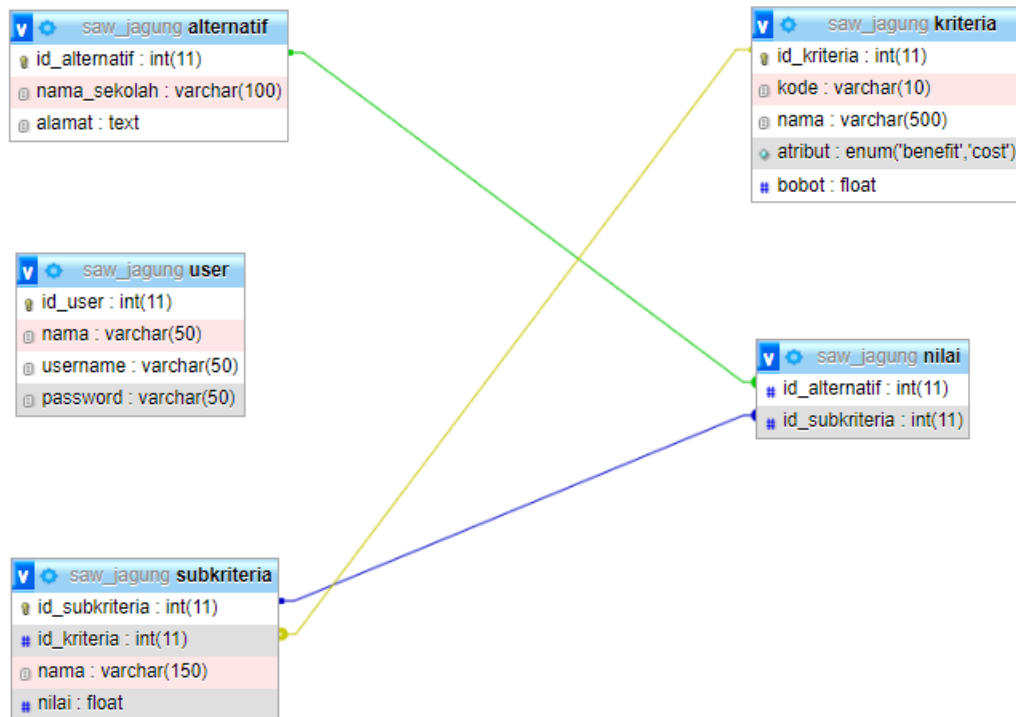 saw_jagung alternatif
id_alternatif : int(11)
nama_sekolah : varchar(100)
alamat : text
saw_jagung kriteria
id_kriteria : int(11)
kode : varchar(10)
nama : varchar(500)
atribut : enum('benefit','cost')
bobot : float
saw_jagung user
id_user : int(11)
nama : varchar(50)
username : varchar(50)
password : varchar(50)
saw_jagung nilai
id_alternatif : int(11)
id_subkriteria : int(11)
saw_jagung subkriteria
id_subkriteria : int(11)
id_kriteria : int(11)
nama : varchar(150)
nilai : float